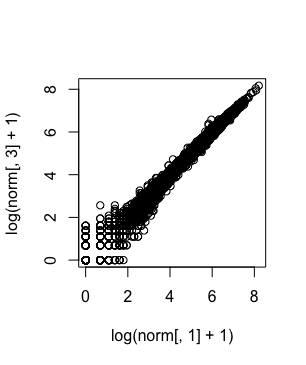 log(norm[, 3] + 1)
8
6
4
2
0
0 2 4 6 8
log(norm[, 1] + 1)